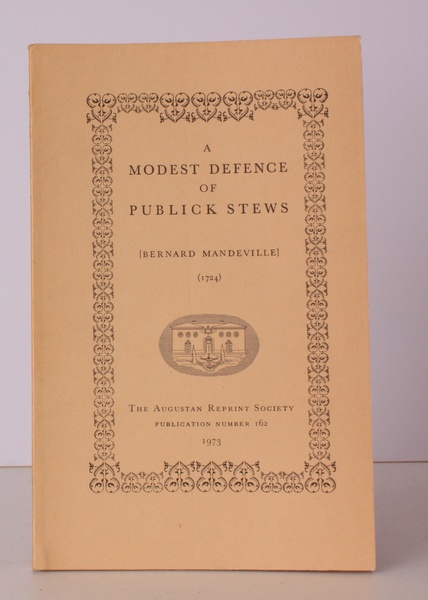 A
MODEST DEFENCE
OF
PUBLICK STEWS
[BERNARD MANDEVILLE]
(1724)
THE AUGUSTAN REPRINT SOCIETY
PUBLICATION NUMBER 162
1973